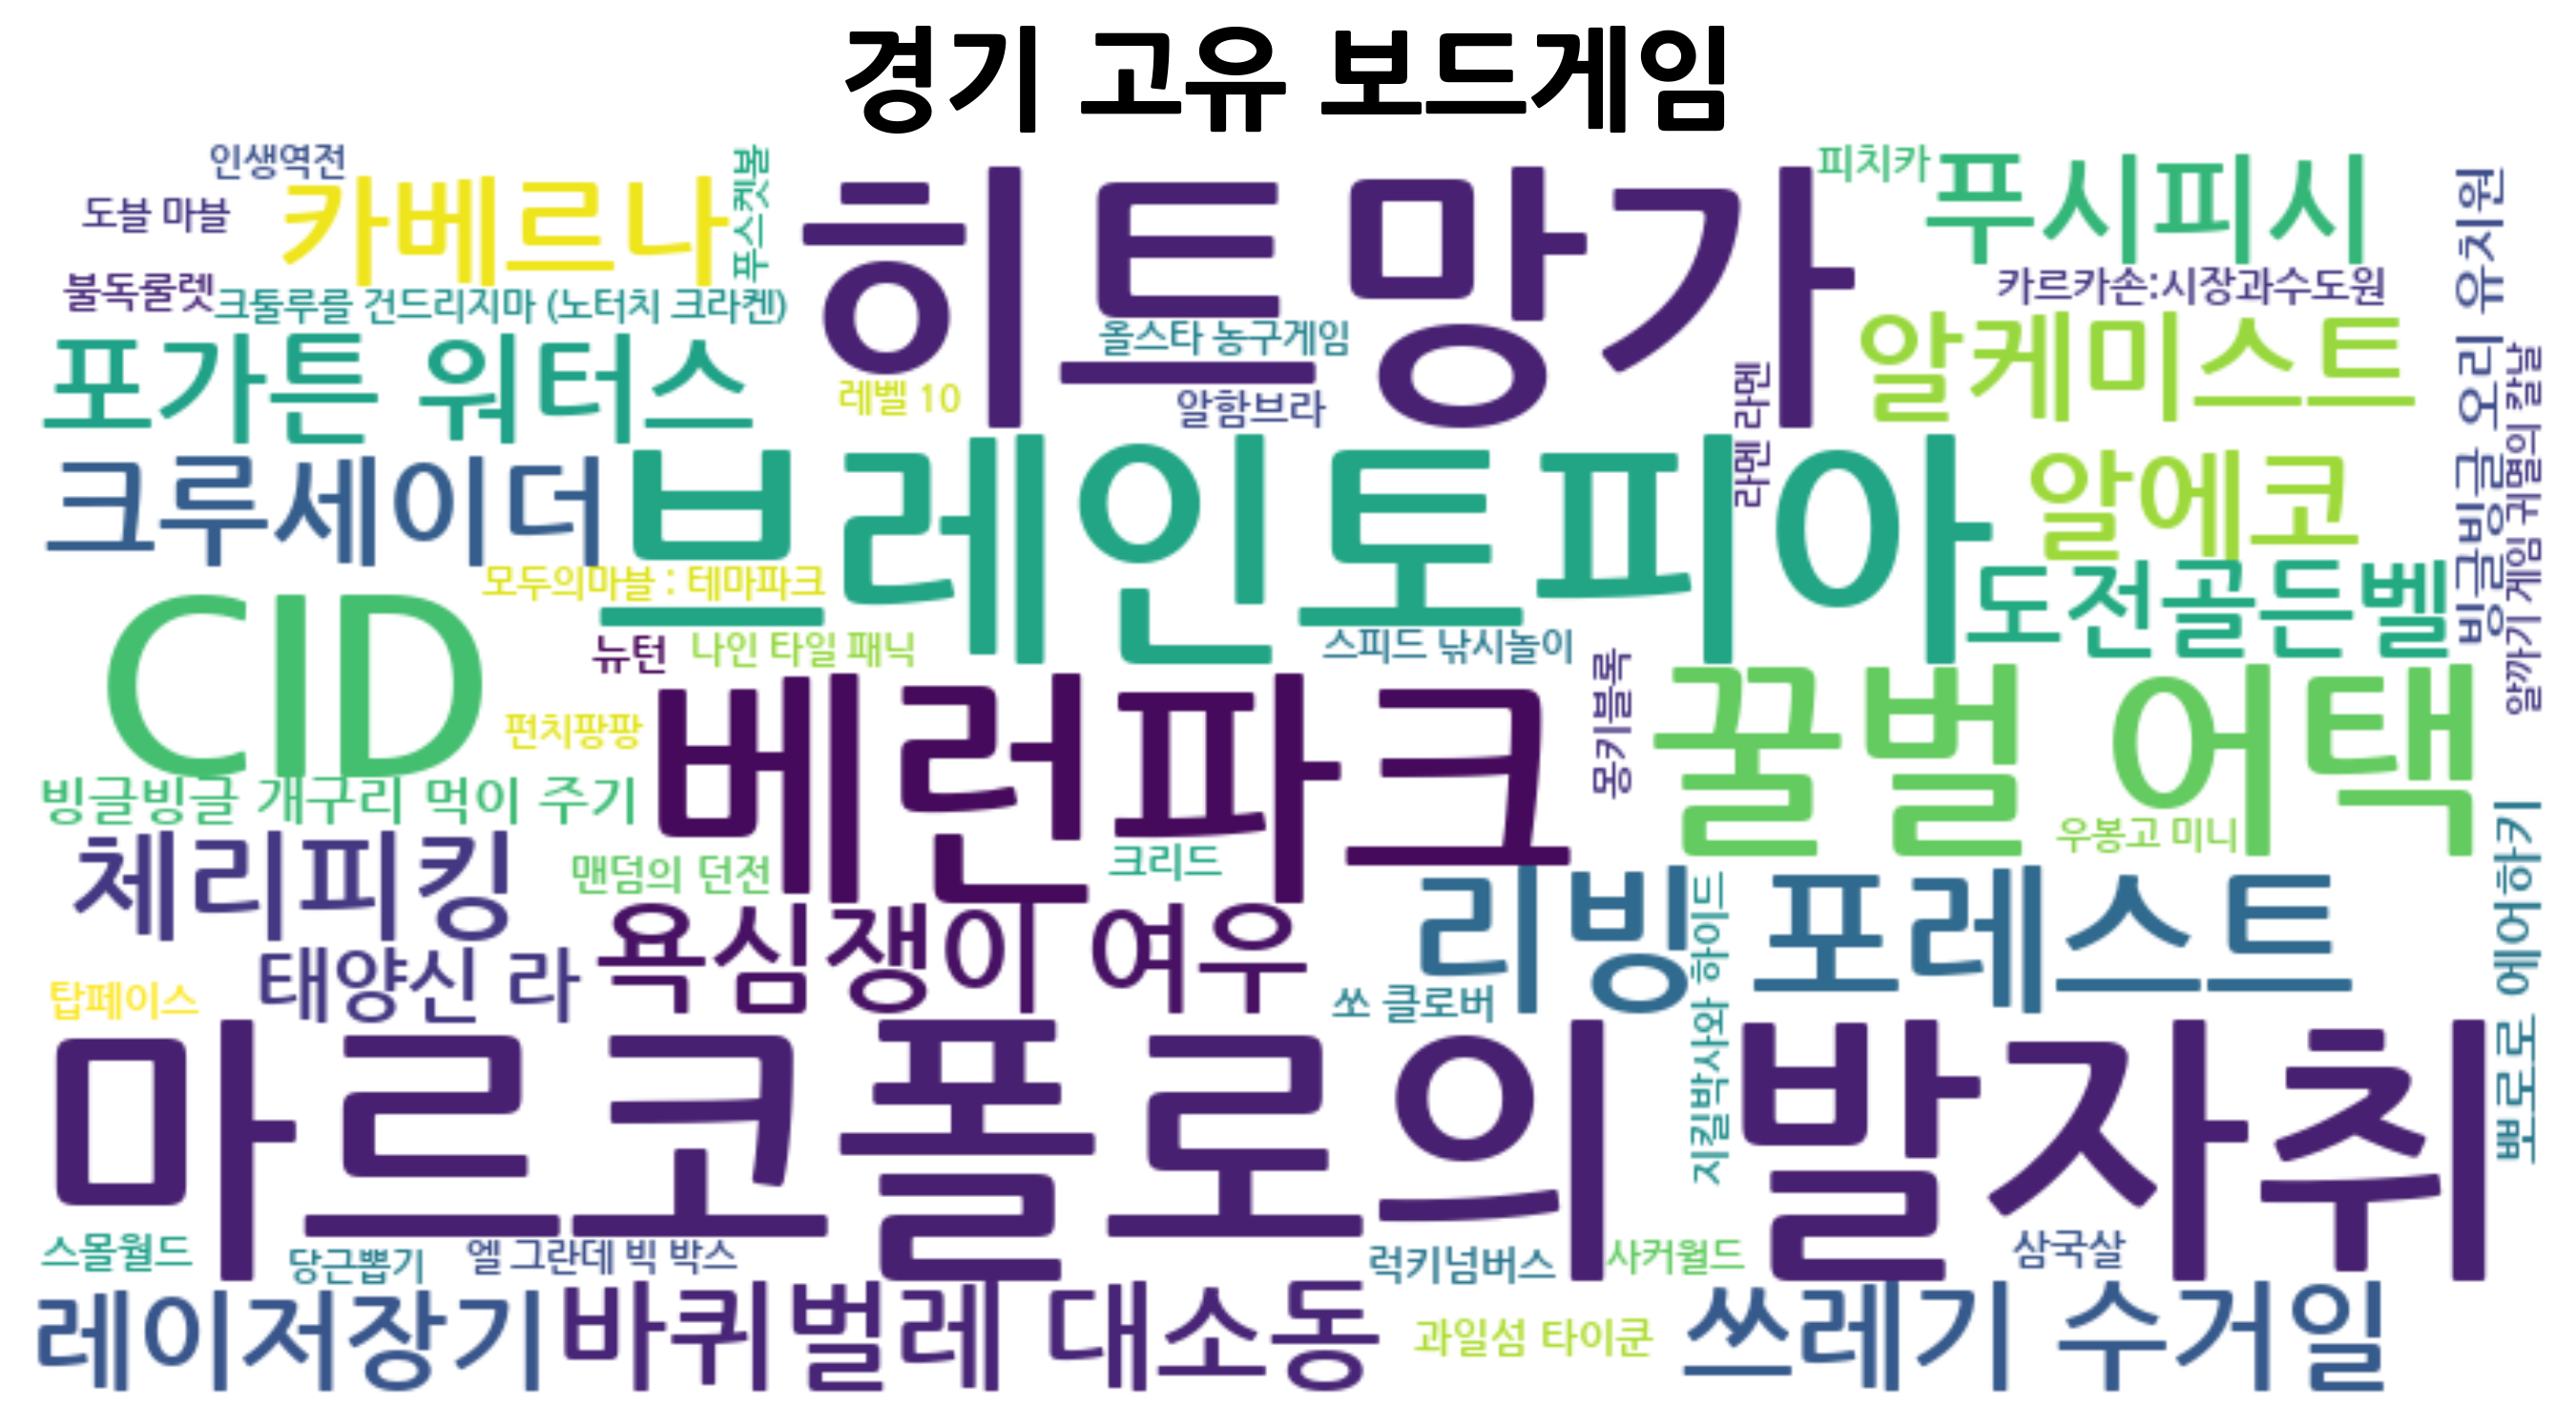 경기 고유 보드게임
인생역전
도블 마블
카베르나
푸스켓볼
히트망가
피치카
푸시피시
불독룰렛
크툴루를 건드리지마 (노터치 크라켄)
올스타 농구게임
카르카손:시장과수도원
빙글빙글 오리 유치원
포가튼 워터스
레벨 10
알함브라
라멘 라멘
알케미스트
알까기 게임 귀멸의 칼날
크루세이더
브레인토피아
알에코
모두의마블 : 테마파크
도전골든벨
CID
뉴턴
나인 타일 패닉
스피드 낚시놀이
몽키블록
펀치팡팡
베런파크
꿀벌 어택
빙글빙글 개구리 먹이 주기
우봉고 미니
체리피킹
맨덤의 던전
크리드
리빙 포레스트
뽀로로 에어하키
욕심쟁이 여우
지킬박사와 하이드
탑페이스
태양신 라
쏘 클로버
마르코폴로의 발자취
스몰월드
당근뽑기
엘 그란데 빅 박스
럭키넘버스
사커월드
삼국살
레이저장기
바퀴벌레 대소동
과일섬 타이쿤
쓰레기 수거일